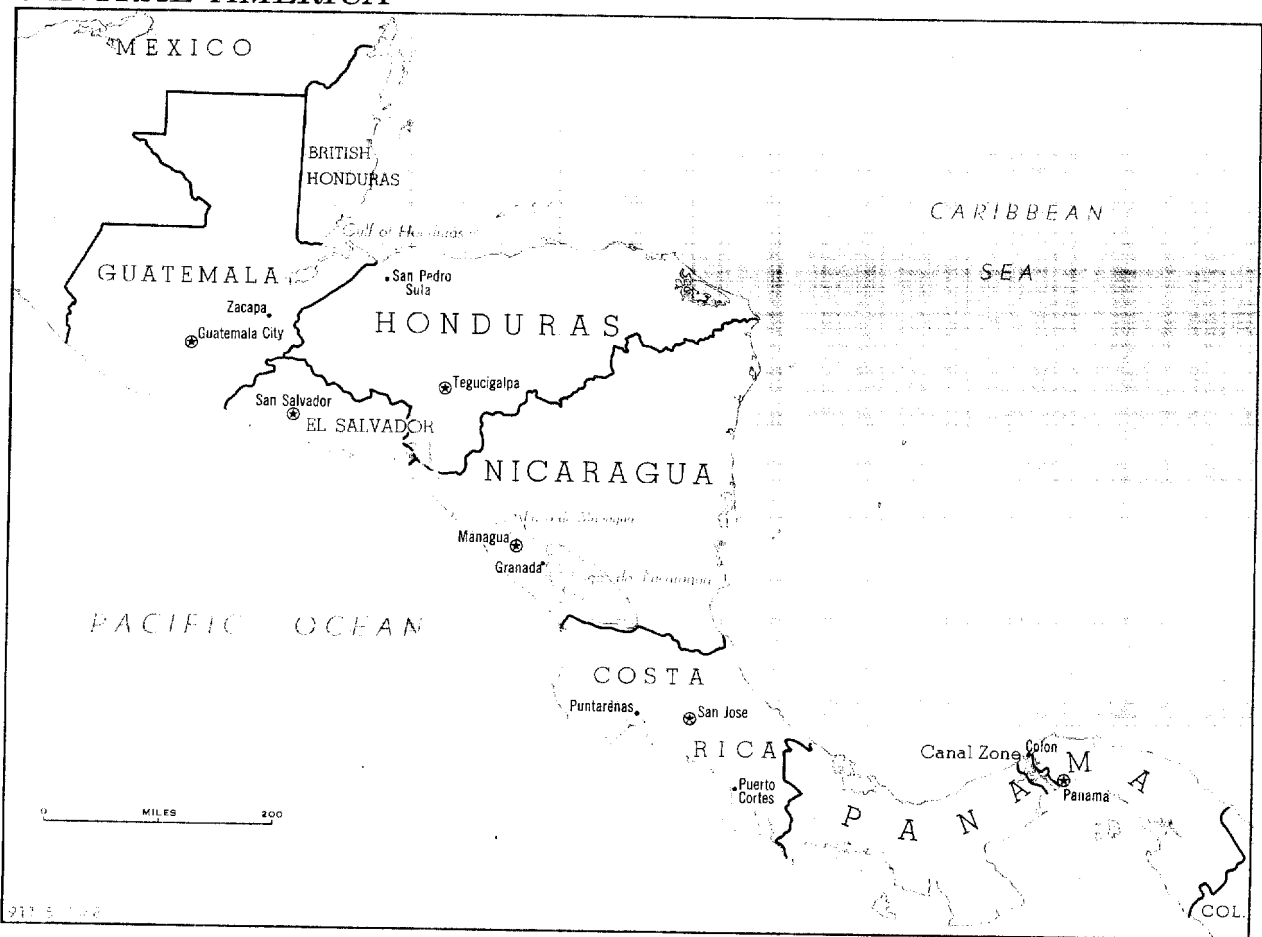 AMERICA
MEXICO
BRITISH
HONDURAS
Gulf of Honduras
CARIBBEAN
SEA
GUATEMALA
San Pedro
Sula
Zacapa
HONDURAS
Guatemala City
Tegucigalpa
San Salvador
EL SALVADOR
NICARAGUA
Managua
Granada
PACIFIC OCEAN
COSTA
Puntarenas
San Jose
RICA
Canal Zone
Colon
PANAMA
Panama
Puerto
Cortes
0 MILES 200
COL.